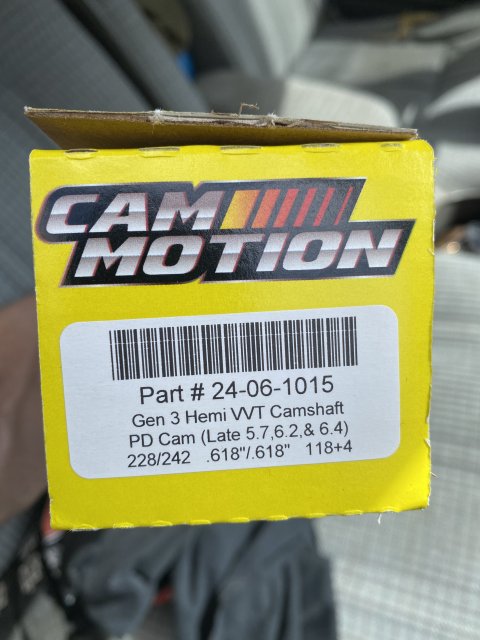 CAM
MOTION
Part # 24-06-1015
Gen 3 Hemi VVT Camshaft
PD Cam (Late 5.7,6.2,& 6.4)
228/242 .618"/.618" 118+4